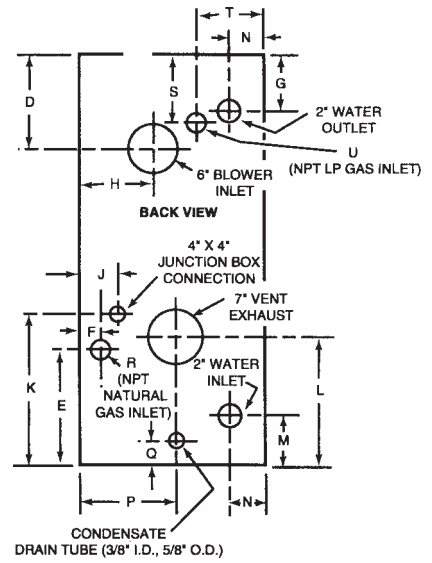 T
N
D
S
G
2" WATER
OUTLET
U
(NPT LP GAS INLET)
H
6" BLOWER
INLET
BACK VIEW
4" X 4"
JUNCTION BOX
CONNECTION
J
7" VENT
EXHAUST
F
R
(NPT
NATURAL
GAS INLET)
2" WATER
INLET
K
E
L
M
Q
P
N
CONDENSATE
DRAIN TUBE (3/8" I.D., 5/8" O.D.)